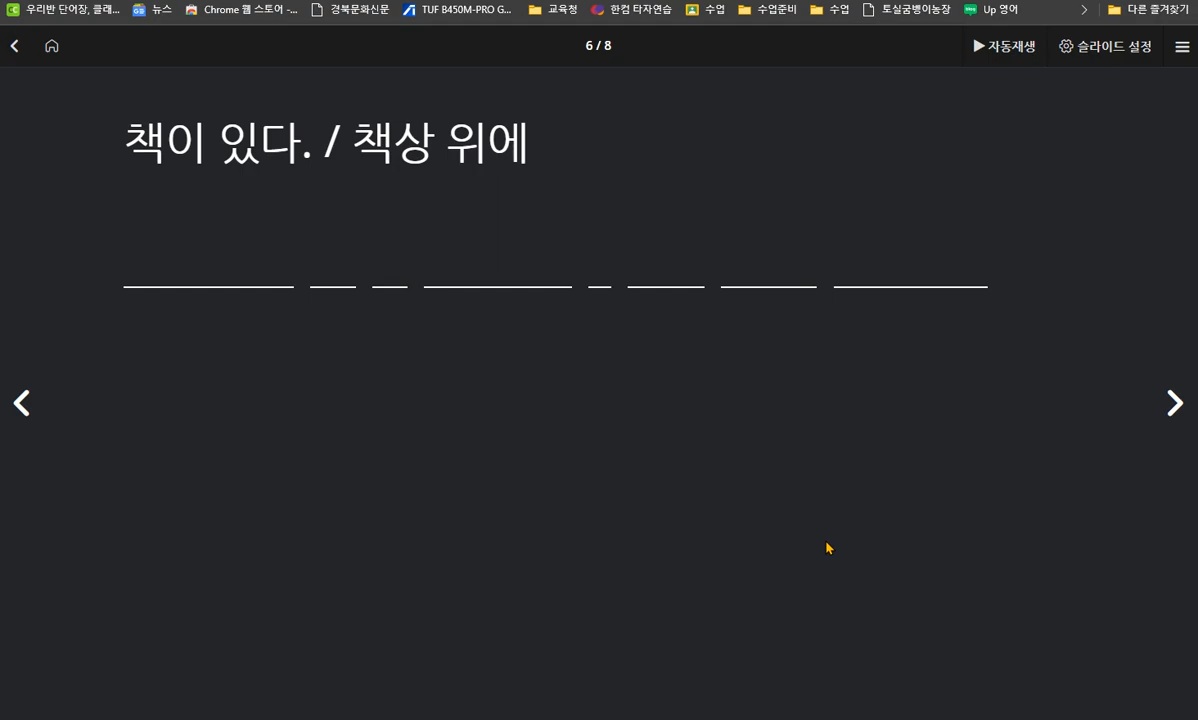 우리반 단어장, 클래... 뉴스 Chrome 웹 스토어 -... 경북문화신문 TUF B450M-PRO G... 교육청 한컴 타자연습 수업 수업준비 수업 토실굼벵이농장 Up 영어 다른 즐겨찾기
6 / 8 자동재생 슬라이드 설정
책이 있다. / 책상 위에